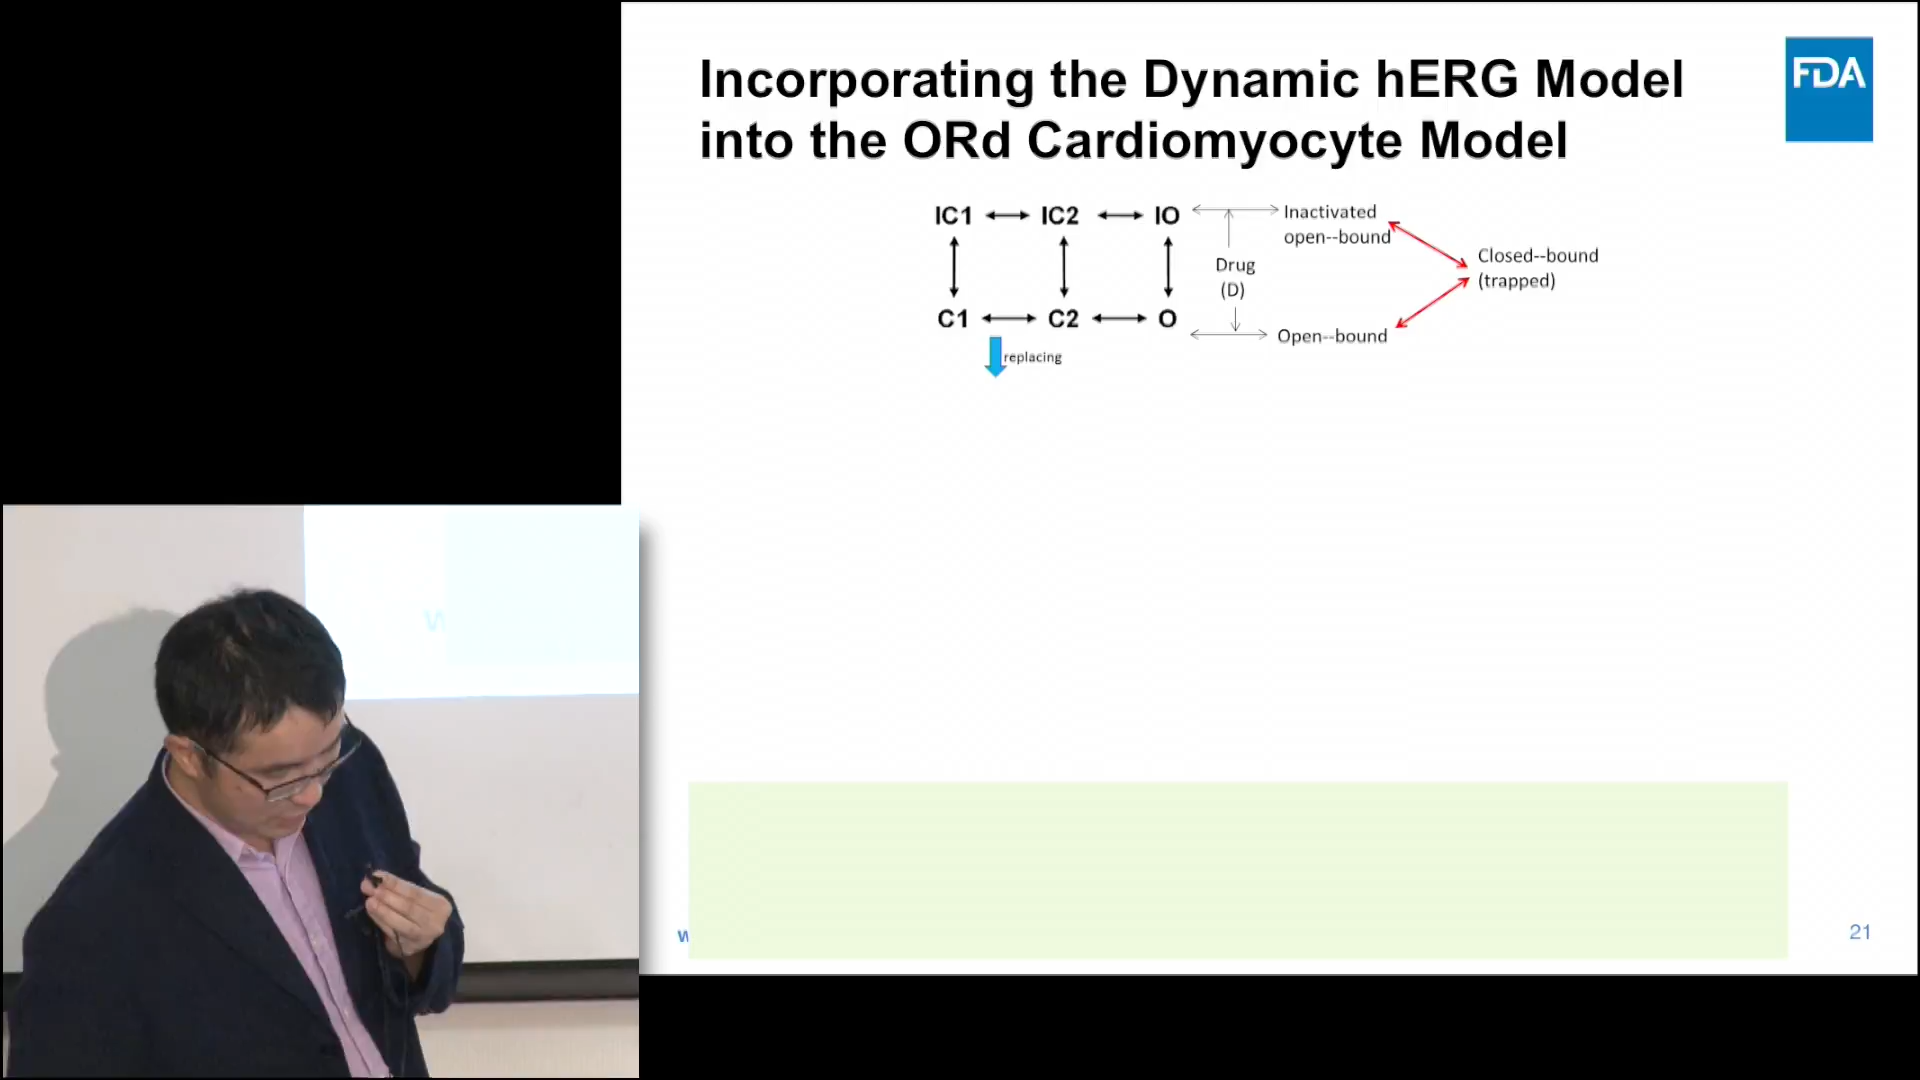 Incorporating the Dynamic hERG Model
into the ORd Cardiomyocyte Model
FDA
IC1 IC2 IO
Inactivated
open--bound
Closed--bound
(trapped)
Drug
(D)
C1 C2 O
Open--bound
replacing
21